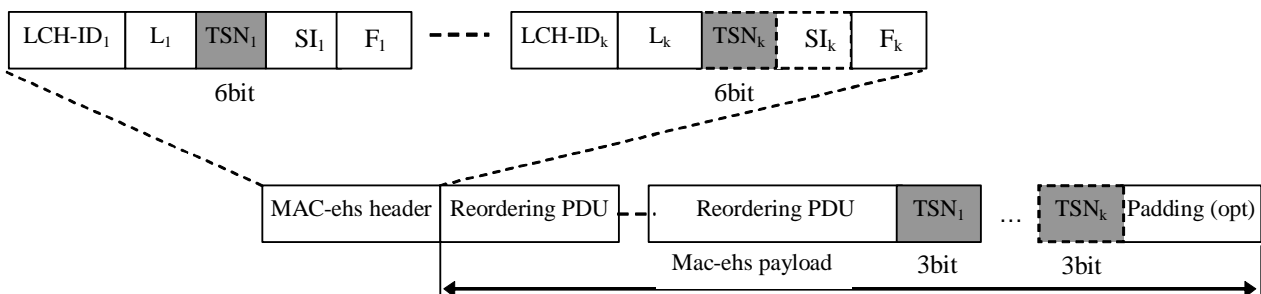 LCH-ID₁ L₁ TSN₁ SI₁ F₁ LCH-IDₖ Lₖ TSNₖ SIₖ Fₖ
6bit 6bit
MAC-ehs header Reordering PDU Reordering PDU TSN₁ ... TSNₖ Padding (opt)
Mac-ehs payload 3bit 3bit